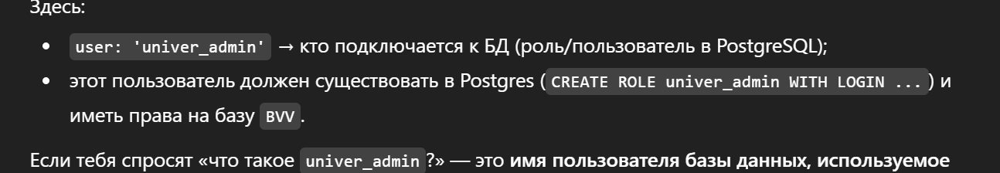 Здесь:
• user: 'univer_admin' → кто подключается к БД (роль/пользователь в PostgreSQL);
• этот пользователь должен существовать в Postgres (CREATE ROLE univer_admin WITH LOGIN ...) и
иметь права на базу BVV.
Если тебя спросят «что такое univer_admin?» — это имя пользователя базы данных, используемое